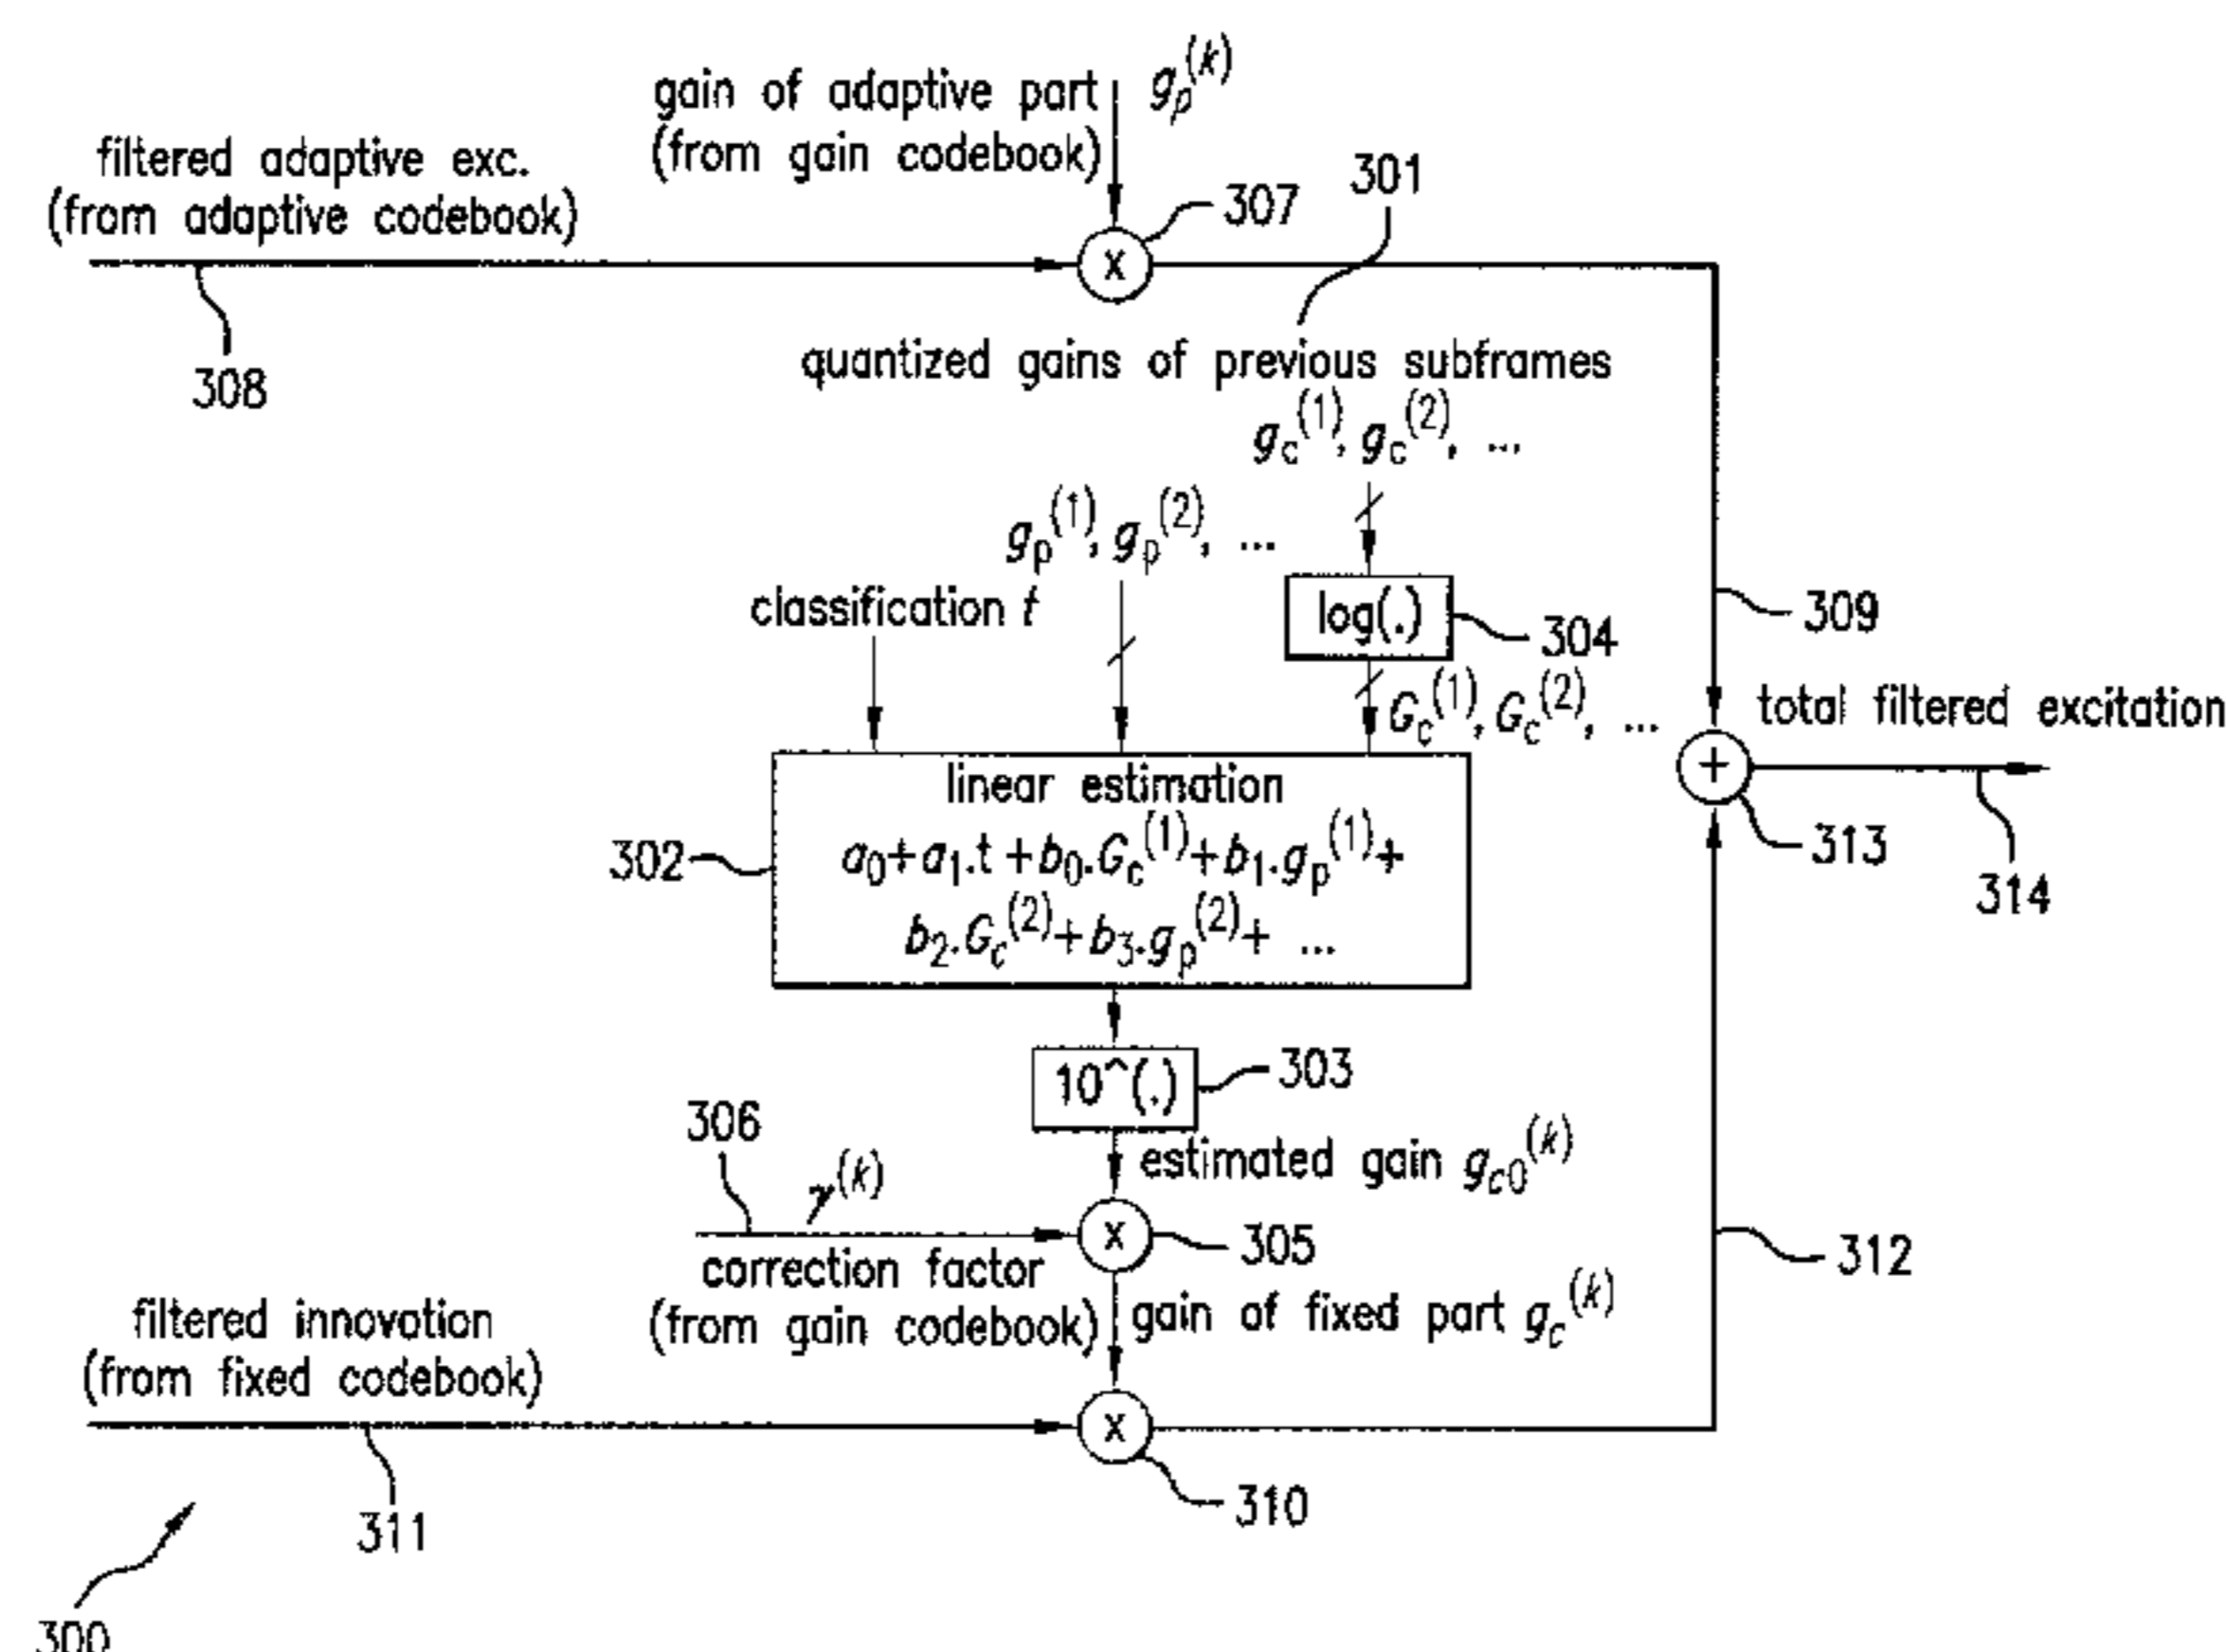 gain of adaptive part g_p^(k)
(from gain codebook)
filtered adaptive exc.
(from adaptive codebook)
301
307
308
quantized gains of previous subframes
g_c^(1), g_c^(2), ...
g_p^(1), g_p^(2), ...
classification t
log(.)
304
309
G_c^(1), G_c^(2), ...
total filtered excitation
+
313
314
linear estimation
302
a_0+a_1.t+b_0.G_c^(1)+b_1.g_p^(1)+
b_2.G_c^(2)+b_3.g_p^(2)+ ...
10^(.)
303
306
estimated gain g_c0^(k)
γ^(k)
x
305
312
correction factor
(from gain codebook)
gain of fixed part g_c^(k)
filtered innovation
(from fixed codebook)
x
310
311
x
300